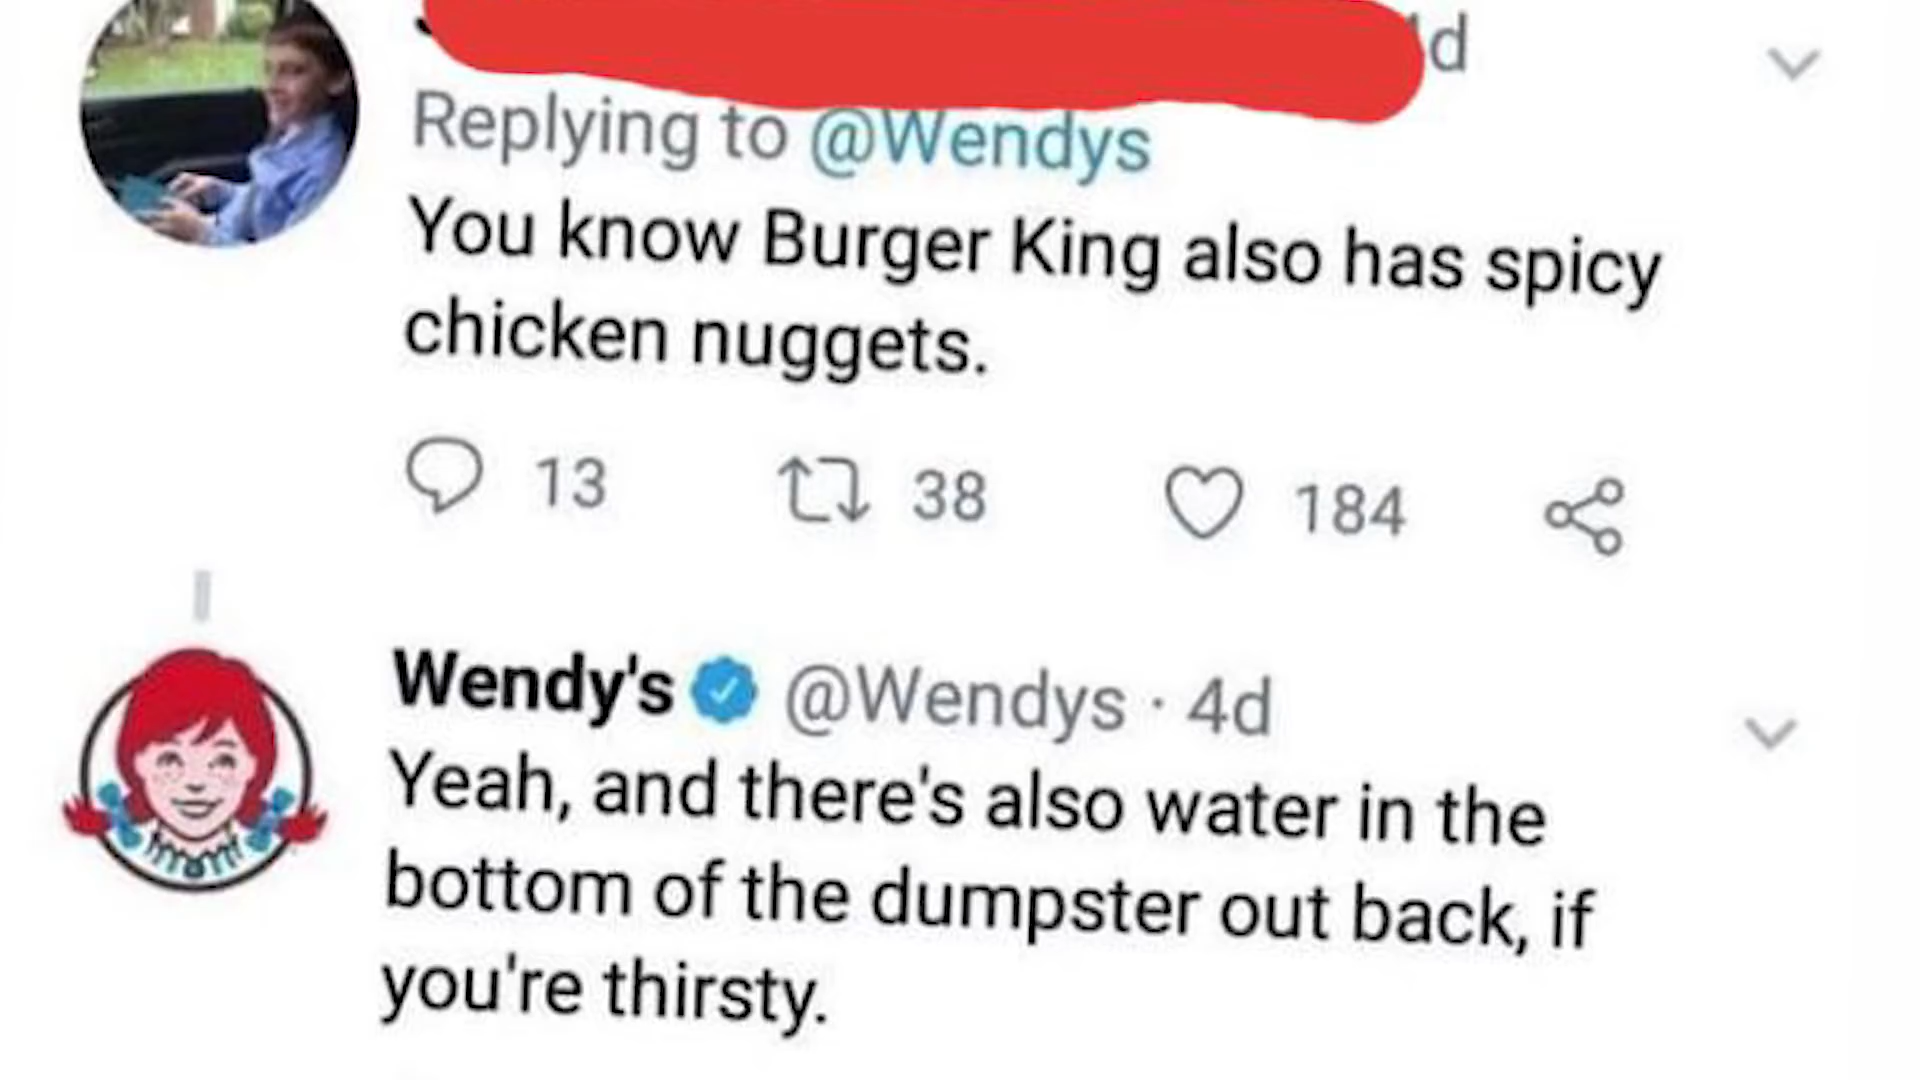 d
Replying to @Wendys
You know Burger King also has spicy
chicken nuggets.
13 38 184
Wendy's @Wendys · 4d
Yeah, and there's also water in the
bottom of the dumpster out back, if
you're thirsty.